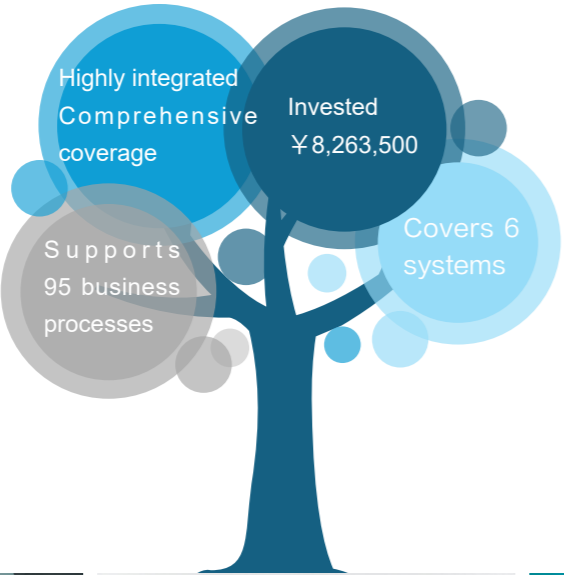 Highly integrated
Comprehensive
coverage
Invested
￥8,263,500
Supports
95 business
processes
Covers 6
systems